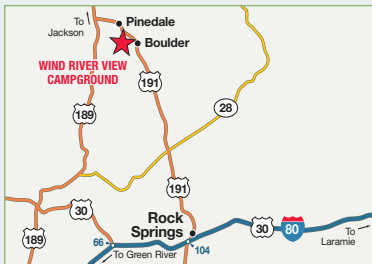 To
Jackson
Pinedale
Boulder
WIND RIVER VIEW
CAMPGROUND
191
189
28
191
30
Rock
Springs
30
80
To
Laramie
66
104
189
To Green River